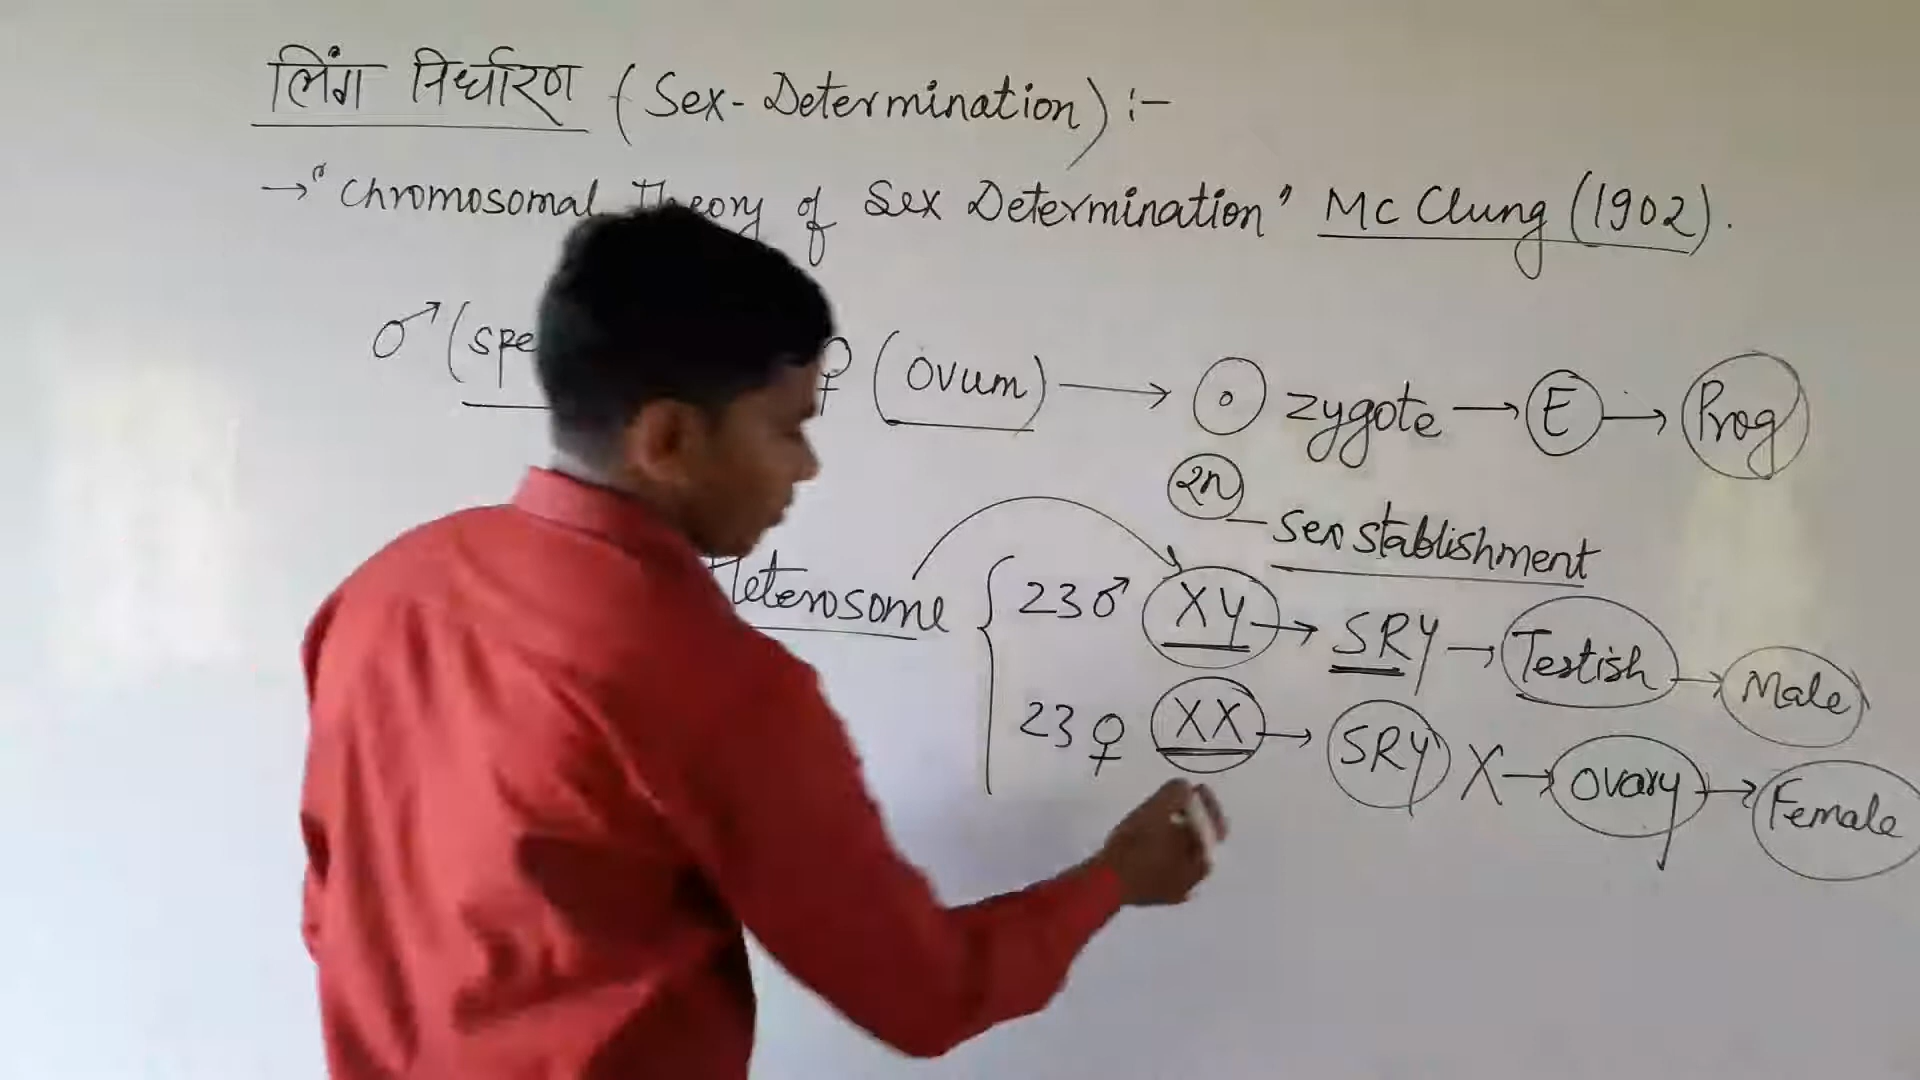 लिंग निर्धारण (Sex-Determination) :-
→ "Chromosomal Theory of Sex Determination" Mc Clung (1902).
♂ (spe ♀ (ovum) → zygote → E → Prog
2n
- Sex stablishment
Heterosome { 23 ♂ XY → SRY → Testish → Male
23 ♀ XX → SRY X → ovary → Female